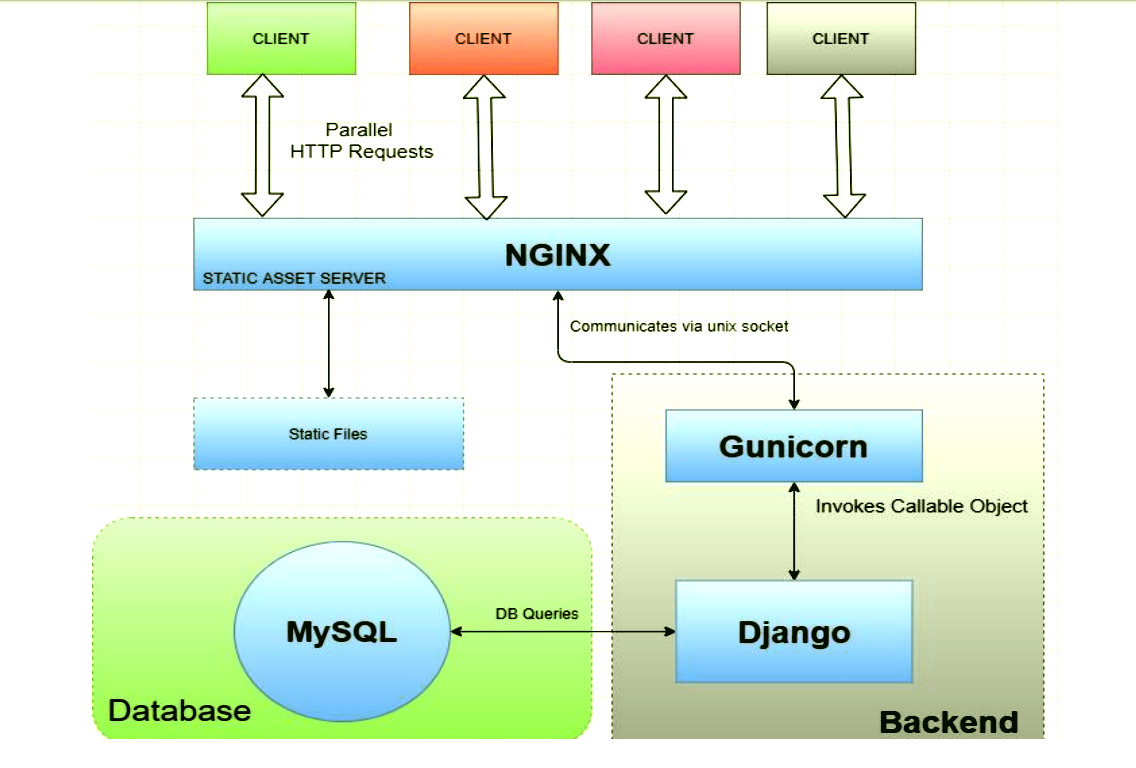 CLIENT
CLIENT
CLIENT
CLIENT
Parallel
HTTP Requests
NGINX
STATIC ASSET SERVER
Communicates via unix socket
Static Files
Gunicorn
Invokes Callable Object
DB Queries
MySQL
Django
Database
Backend